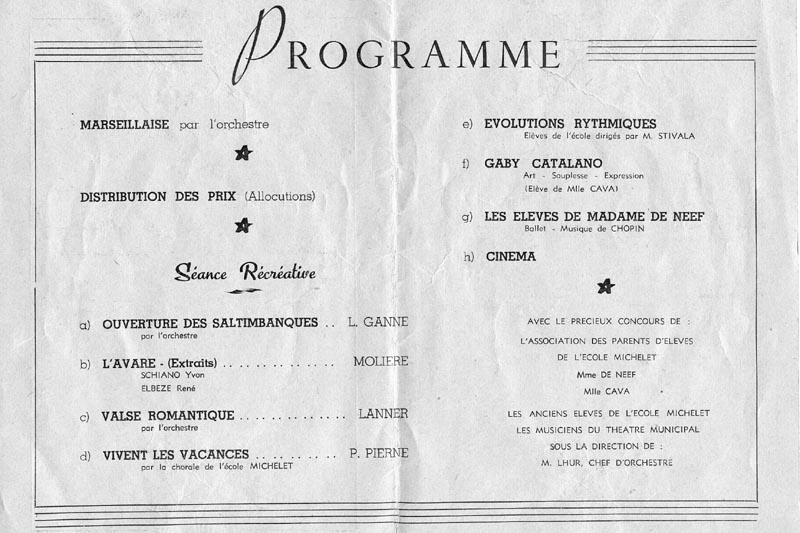 PROGRAMME
MARSEILLAISE par l'orchestre
DISTRIBUTION DES PRIX (Allocutions)
Séance Récréative
a) OUVERTURE DES SALTIMBANQUES .. L. GANNE
par l'orchestre
b) L'AVARE - (Extraits) .................. MOLIERE
SCHIANO Yvon
ELBEZE René
c) VALSE ROMANTIQUE ................ LANNER
par l'orchestre
d) VIVENT LES VACANCES ............ P. PIERNE
par la chorale de l'école MICHELET
e) EVOLUTIONS RYTHMIQUES
Elèves de l'école dirigés par M. STIVALA
f) GABY CATALANO
Art - Souplesse - Expression
(Elève de Mlle CAVA)
g) LES ELEVES DE MADAME DE NEEF
Ballet - Musique de CHOPIN
h) CINEMA
AVEC LE PRECIEUX CONCOURS DE :
L'ASSOCIATION DES PARENTS D'ELEVES
DE L'ECOLE MICHELET
Mme DE NEEF
Mlle CAVA
LES ANCIENS ELEVES DE L'ECOLE MICHELET
LES MUSICIENS DU THEATRE MUNICIPAL
SOUS LA DIRECTION DE :
M. LHUR, CHEF D'ORCHESTRE